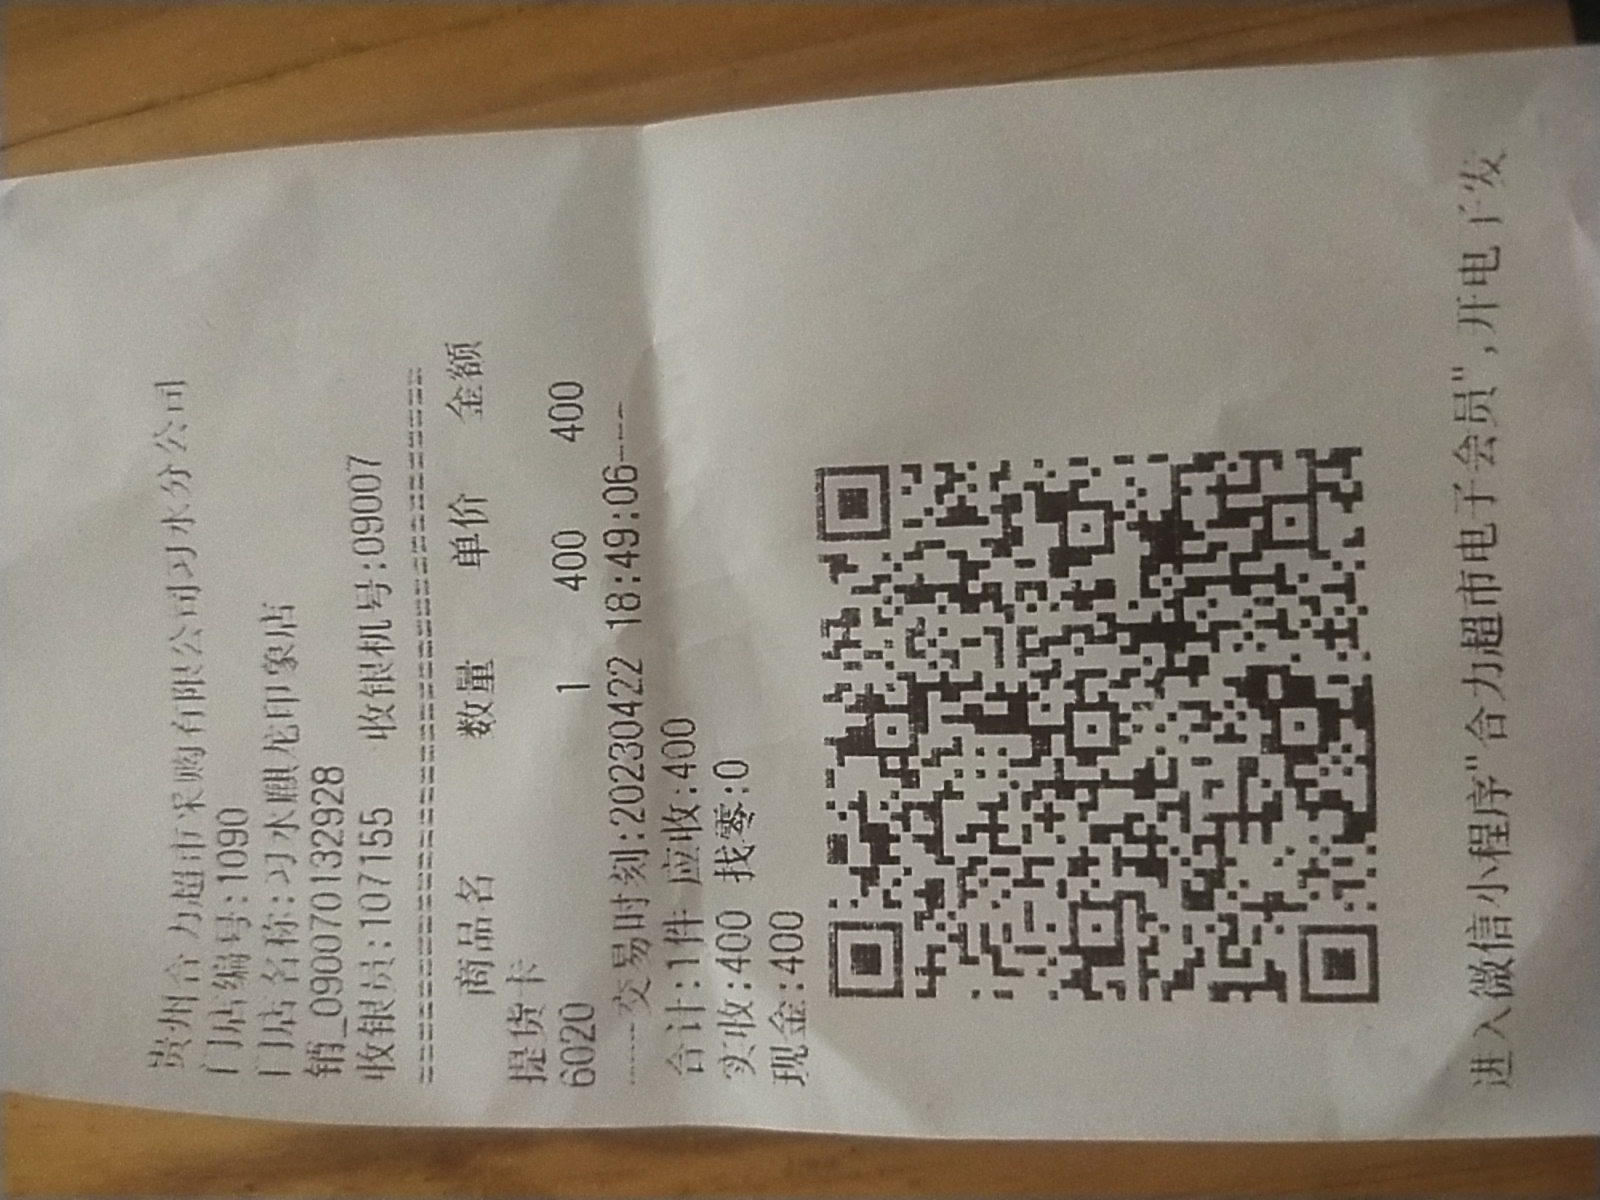 贵州合力超市采购有限公司习水分公司
门店编号:1090
门店名称:习水麒龙印象店
销_0900070132928
收银员:107155 收银机号:09007
商品名 数量 单价 金额
提货卡
6020 1 400 400
-----交易时刻:20230422 18:49:06----
合计:1件 应收:400
实收:400 找零:0
现金:400
进入微信小程序"合力超市电子会员",开电子发